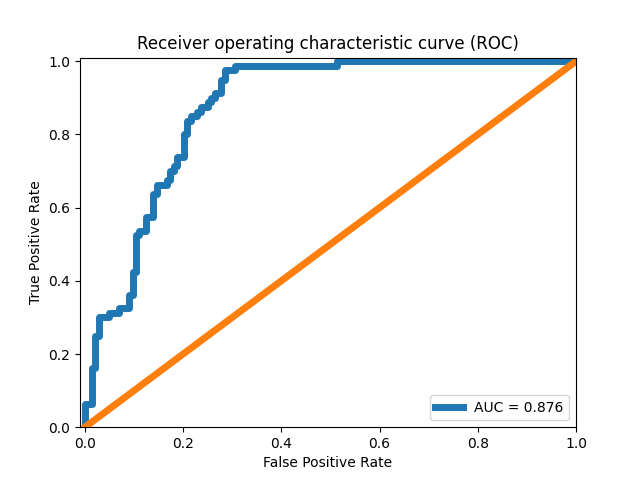 Receiver operating characteristic curve (ROC)
True Positive Rate
1.0
0.8
0.6
0.4
0.2
0.0
0.0 0.2 0.4 0.6 0.8 1.0
False Positive Rate
AUC = 0.876